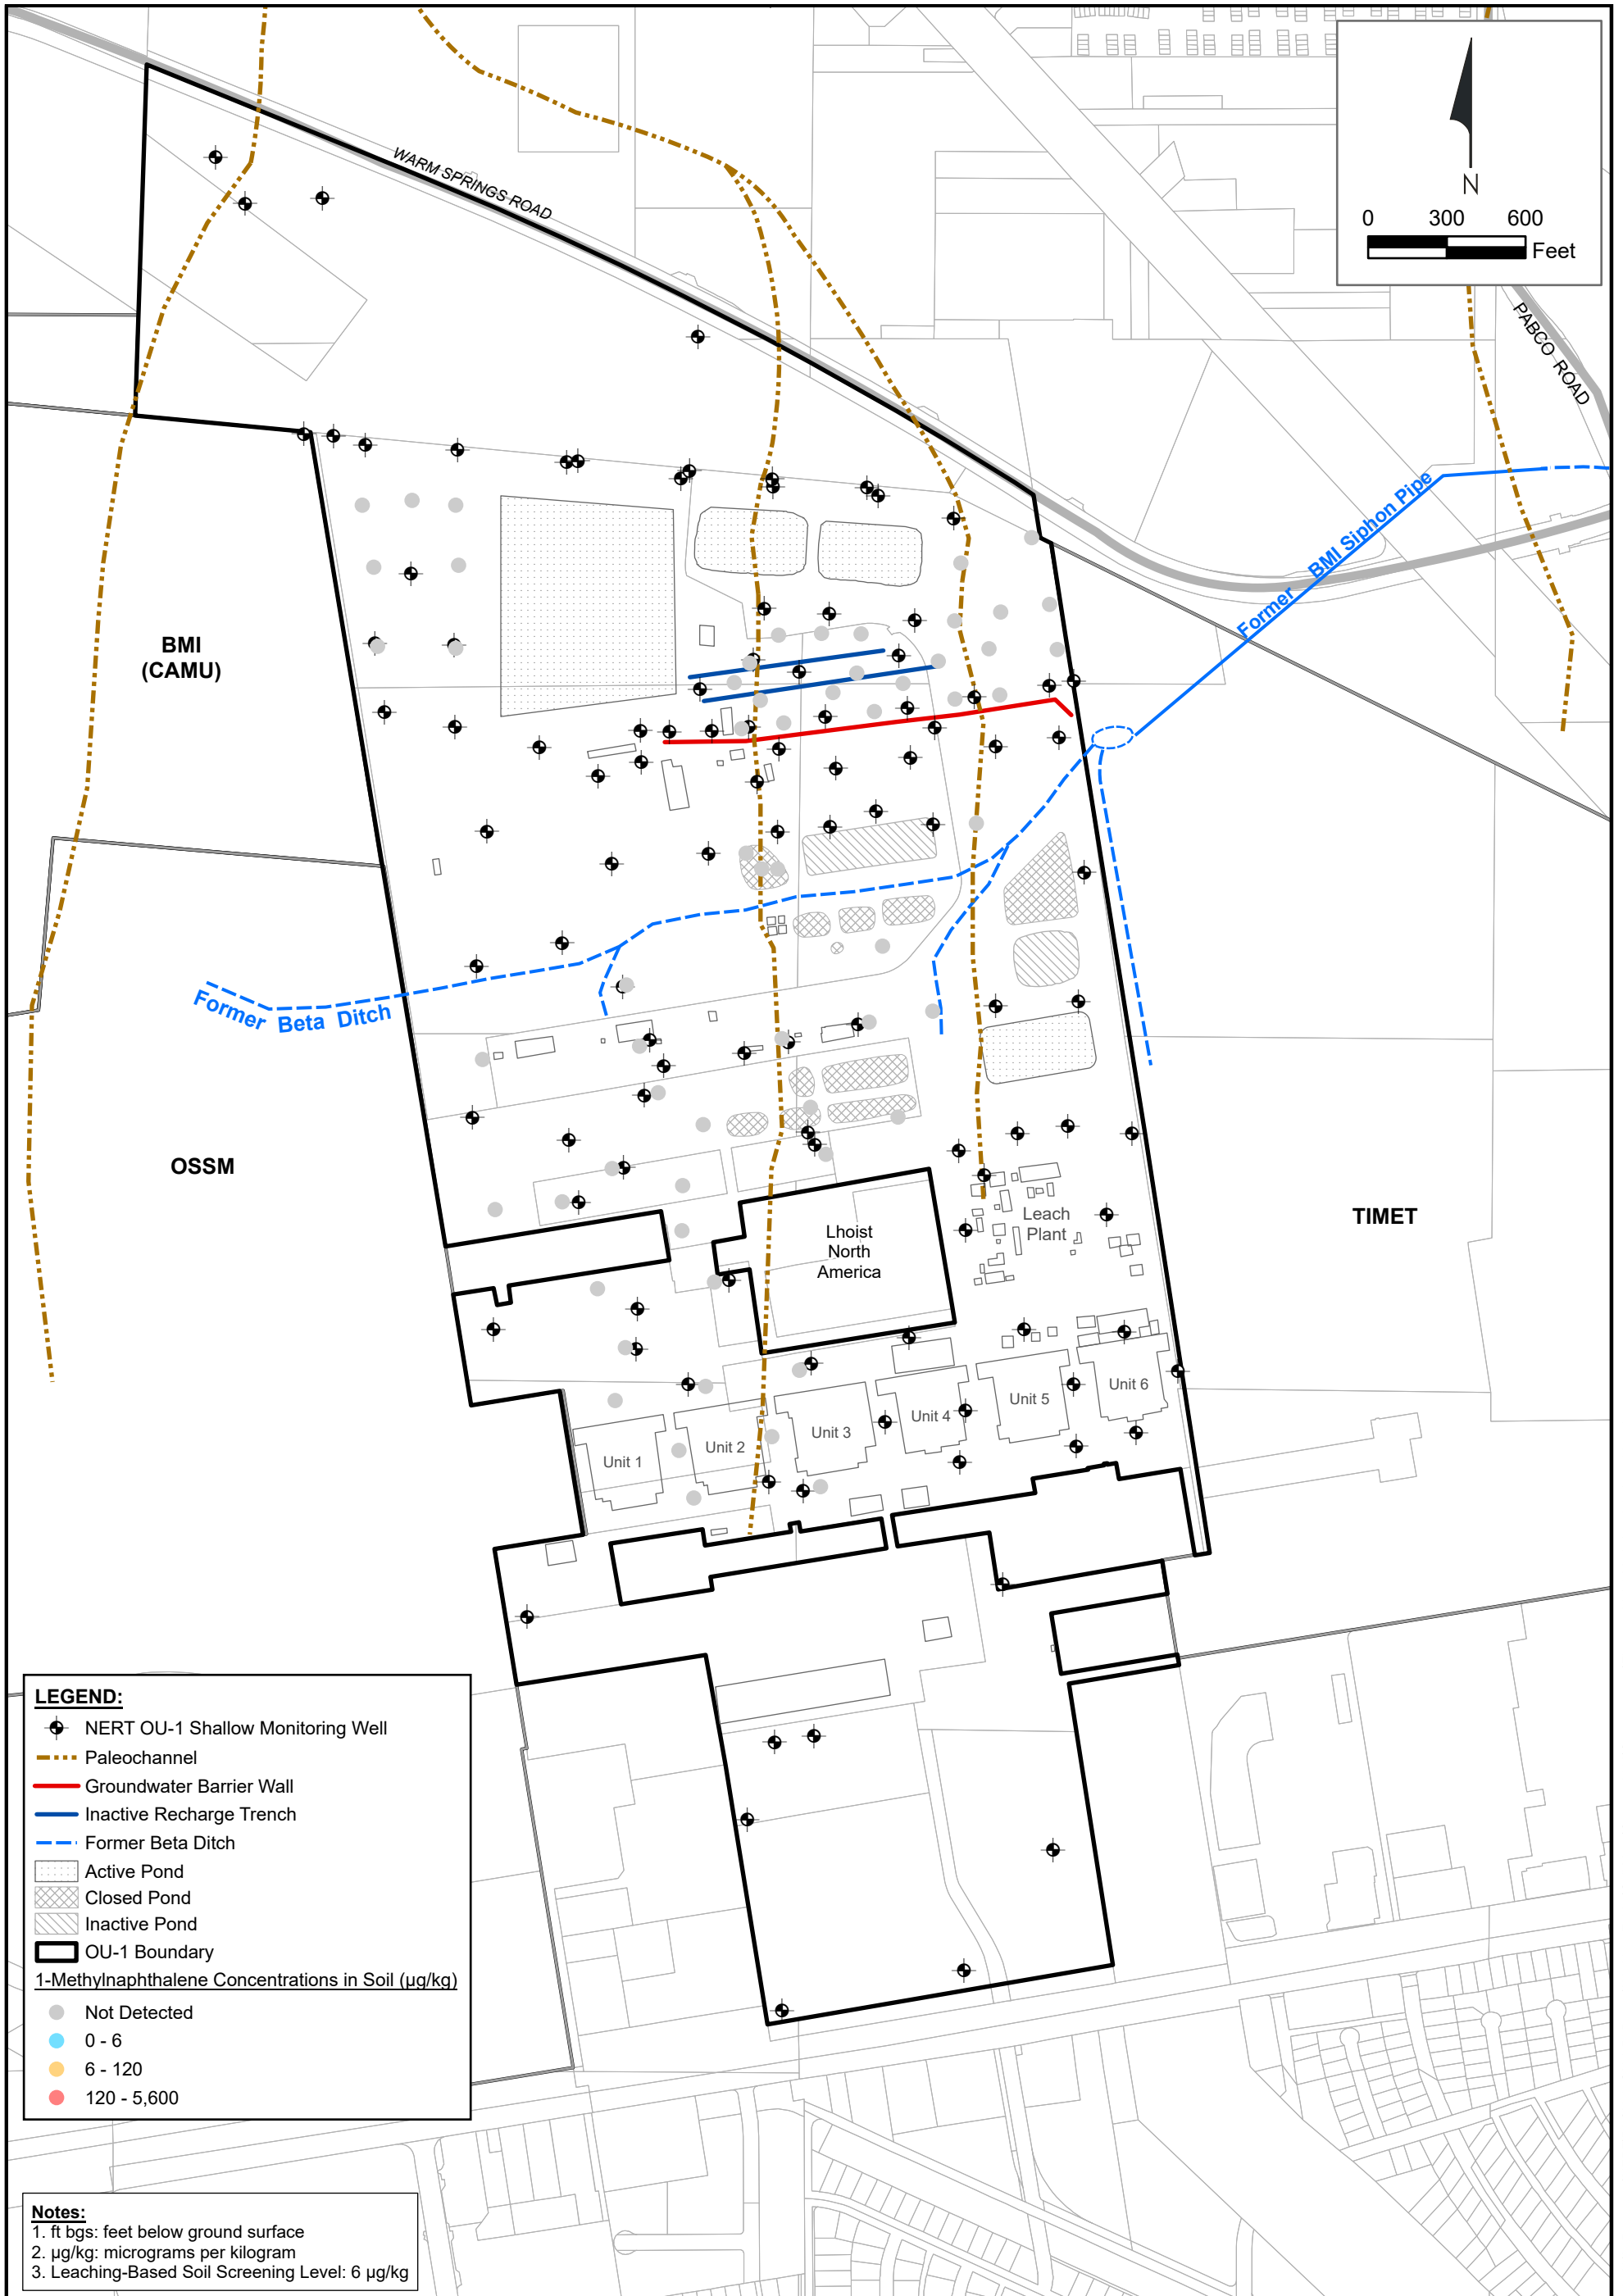 WARM SPRINGS ROAD
N
0 300 600
Feet
PABCO ROAD
Former BMI Siphon Pipe
BMI
(CAMU)
Former Beta Ditch
OSSM
TIMET
Lhoist
North
America
Leach
Plant
Unit 1
Unit 2
Unit 3
Unit 4
Unit 5
Unit 6
LEGEND:
NERT OU-1 Shallow Monitoring Well
Paleochannel
Groundwater Barrier Wall
Inactive Recharge Trench
Former Beta Ditch
Active Pond
Closed Pond
Inactive Pond
OU-1 Boundary
1-Methylnaphthalene Concentrations in Soil (µg/kg)
Not Detected
0 - 6
6 - 120
120 - 5,600
Notes:
1. ft bgs: feet below ground surface
2. µg/kg: micrograms per kilogram
3. Leaching-Based Soil Screening Level: 6 µg/kg